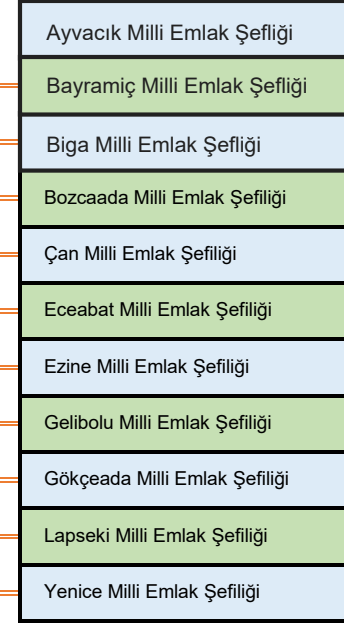 Ayvacık Milli Emlak Şefliği
Bayramiç Milli Emlak Şefliği
Biga Milli Emlak Şefliği
Bozcaada Milli Emlak Şefiliği
Çan Milli Emlak Şefiliği
Eceabat Milli Emlak Şefiliği
Ezine Milli Emlak Şefiliği
Gelibolu Milli Emlak Şefiliği
Gökçeada Milli Emlak Şefiliği
Lapseki Milli Emlak Şefiliği
Yenice Milli Emlak Şefiliği